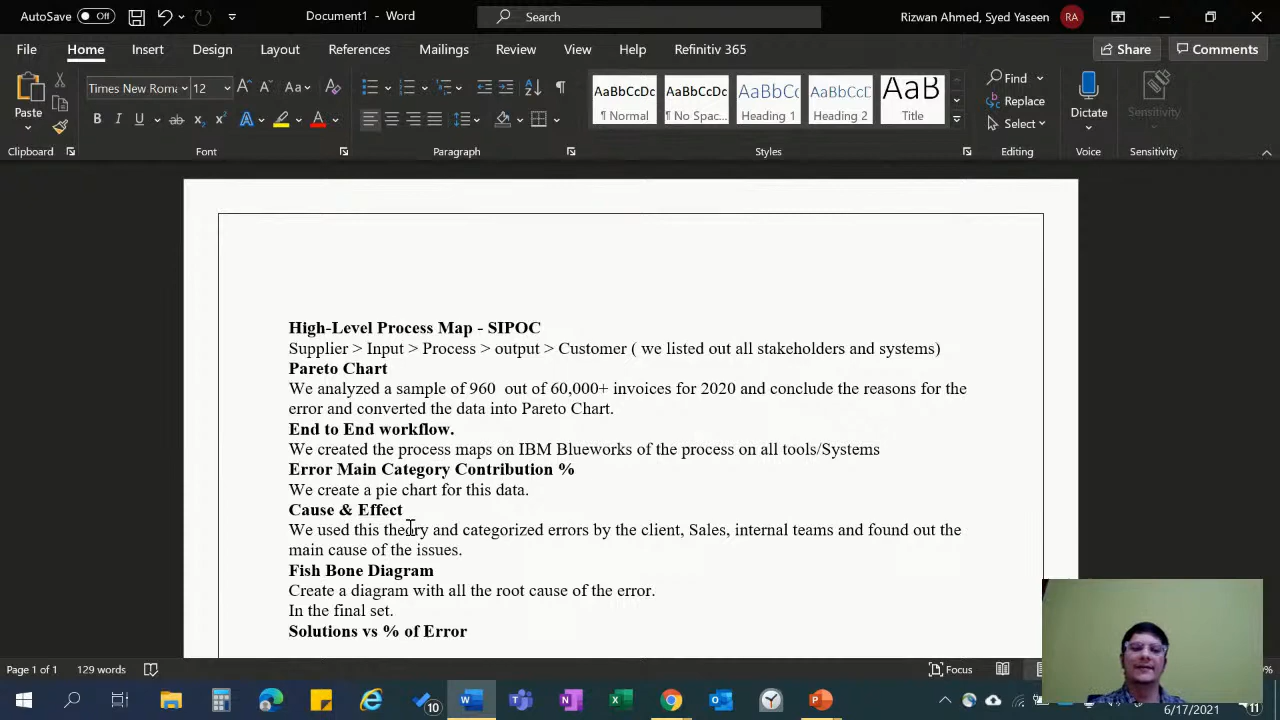 AutoSave Off
Document1 - Word
Search
Rizwan Ahmed, Syed Yaseen
RA
File Home Insert Design Layout References Mailings Review View Help Refinitiv 365
Share Comments
Times New Roma 12
Paste
B I U ab x2 x2 A A
AaBbCcDc AaBbCcDc AaBbCc AaBbCcD AaB
¶ Normal ¶ No Spac... Heading 1 Heading 2 Title
Find
Replace
Select
Dictate
Sensitivity
Clipboard Font Paragraph Styles Editing Voice Sensitivity
High-Level Process Map - SIPOC
Supplier > Input > Process > output > Customer ( we listed out all stakeholders and systems)
Pareto Chart
We analyzed a sample of 960 out of 60,000+ invoices for 2020 and conclude the reasons for the
error and converted the data into Pareto Chart.
End to End workflow.
We created the process maps on IBM Blueworks of the process on all tools/Systems
Error Main Category Contribution %
We create a pie chart for this data.
Cause & Effect
We used this theory and categorized errors by the client, Sales, internal teams and found out the
main cause of the issues.
Fish Bone Diagram
Create a diagram with all the root cause of the error.
In the final set.
Solutions vs % of Error
Page 1 of 1 129 words
Focus
%
10
6/17/2021
11